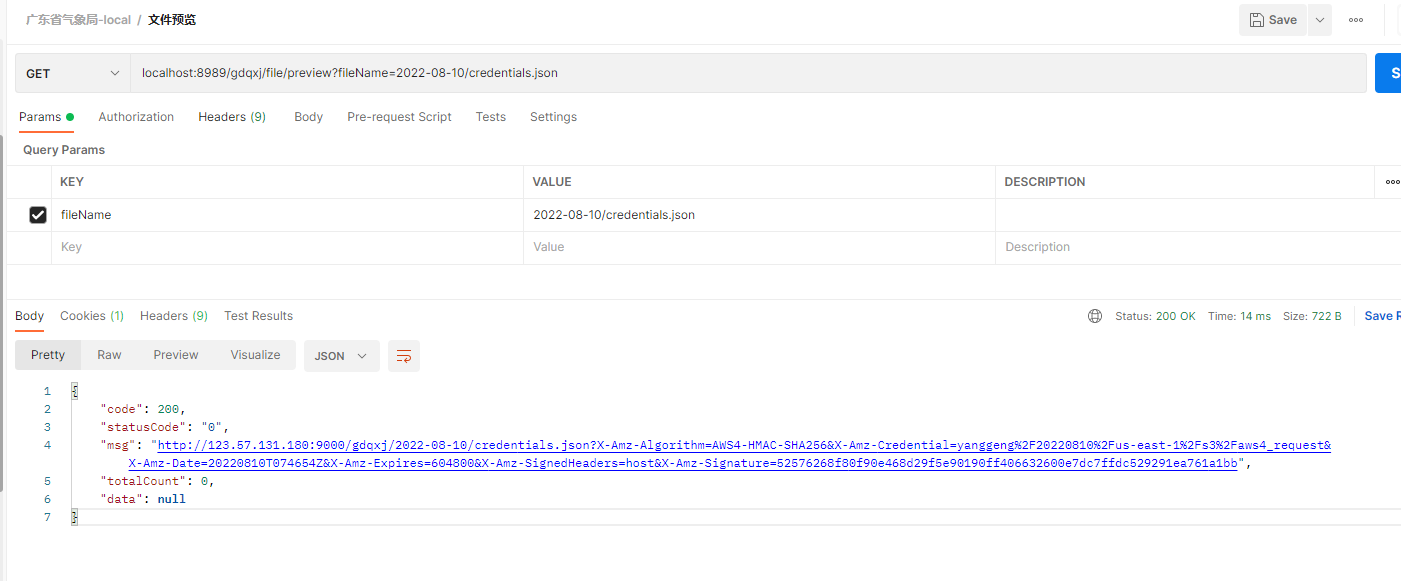 广东省气象局-local / 文件预览
Save
GET
localhost:8989/gdqxj/file/preview?fileName=2022-08-10/credentials.json
S
Params
Authorization
Headers (9)
Body
Pre-request Script
Tests
Settings
Query Params
KEY
VALUE
DESCRIPTION
fileName
2022-08-10/credentials.json
Key
Value
Description
Body
Cookies (1)
Headers (9)
Test Results
Status: 200 OK
Time: 14 ms
Size: 722 B
Save R
Pretty
Raw
Preview
Visualize
JSON
1 {
2 "code": 200,
3 "statusCode": "0",
4 "msg": "http://123.57.131.180:9000/gdqxj/2022-08-10/credentials.json?X-Amz-Algorithm=AWS4-HMAC-SHA256&X-Amz-Credential=yanggeng%2F20220810%2Fus-east-1%2Fs3%2Faws4_request&
X-Amz-Date=20220810T074654Z&X-Amz-Expires=604800&X-Amz-SignedHeaders=host&X-Amz-Signature=52576268f80f90e468d29f5e90190ff406632600e7dc7ffdc529291ea761a1bb",
5 "totalCount": 0,
6 "data": null
7 }